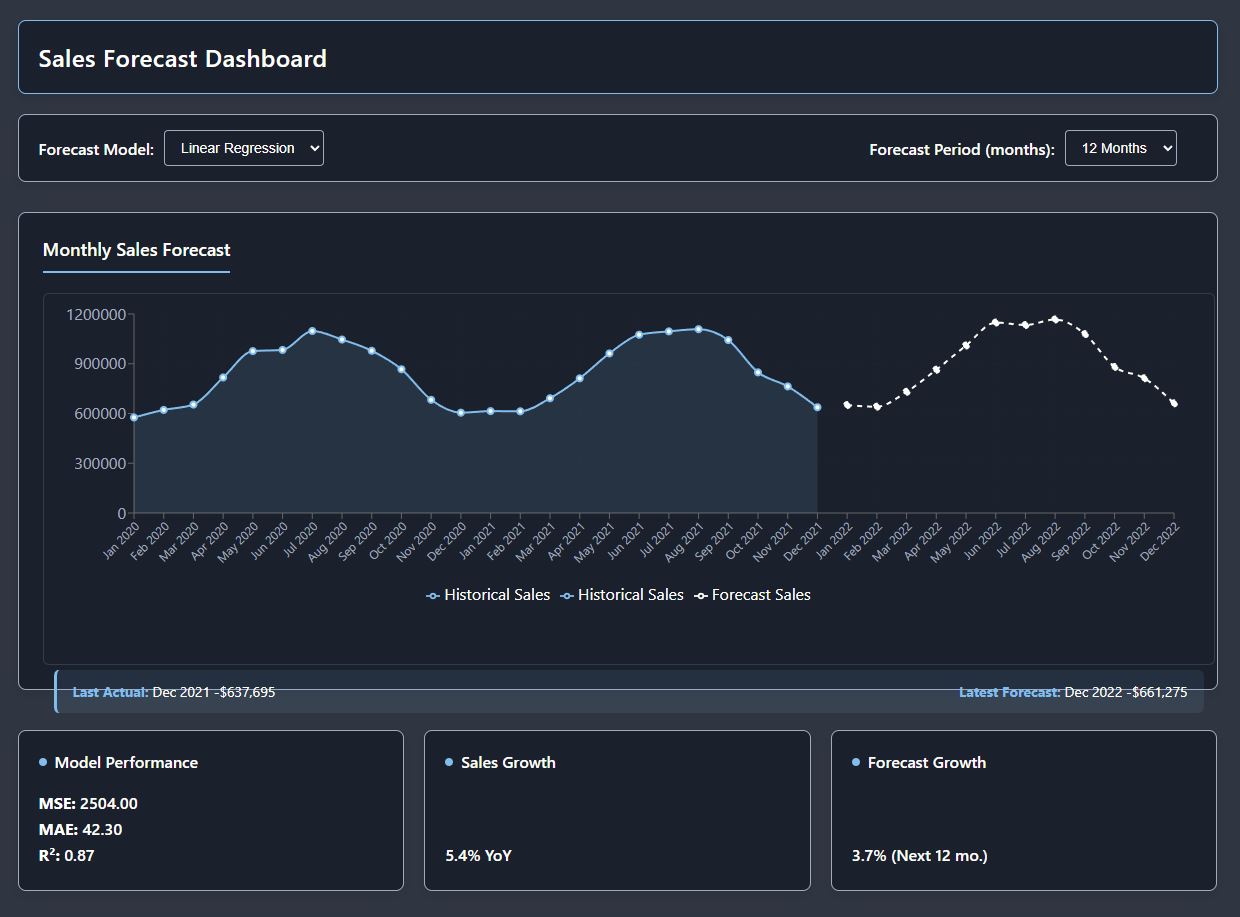 Sales Forecast Dashboard
Forecast Model: Linear Regression
Forecast Period (months): 12 Months
Monthly Sales Forecast
1200000
900000
600000
300000
0
Jan 2020
Feb 2020
Mar 2020
Apr 2020
May 2020
Jun 2020
Jul 2020
Aug 2020
Sep 2020
Oct 2020
Nov 2020
Dec 2020
Jan 2021
Feb 2021
Mar 2021
Apr 2021
May 2021
Jun 2021
Jul 2021
Aug 2021
Sep 2021
Oct 2021
Nov 2021
Dec 2021
Jan 2022
Feb 2022
Mar 2022
Apr 2022
May 2022
Jun 2022
Jul 2022
Aug 2022
Sep 2022
Oct 2022
Nov 2022
Dec 2022
Historical Sales Historical Sales Forecast Sales
Last Actual: Dec 2021 -$637,695
Latest Forecast: Dec 2022 -$661,275
Model Performance
MSE: 2504.00
MAE: 42.30
R²: 0.87
Sales Growth
5.4% YoY
Forecast Growth
3.7% (Next 12 mo.)